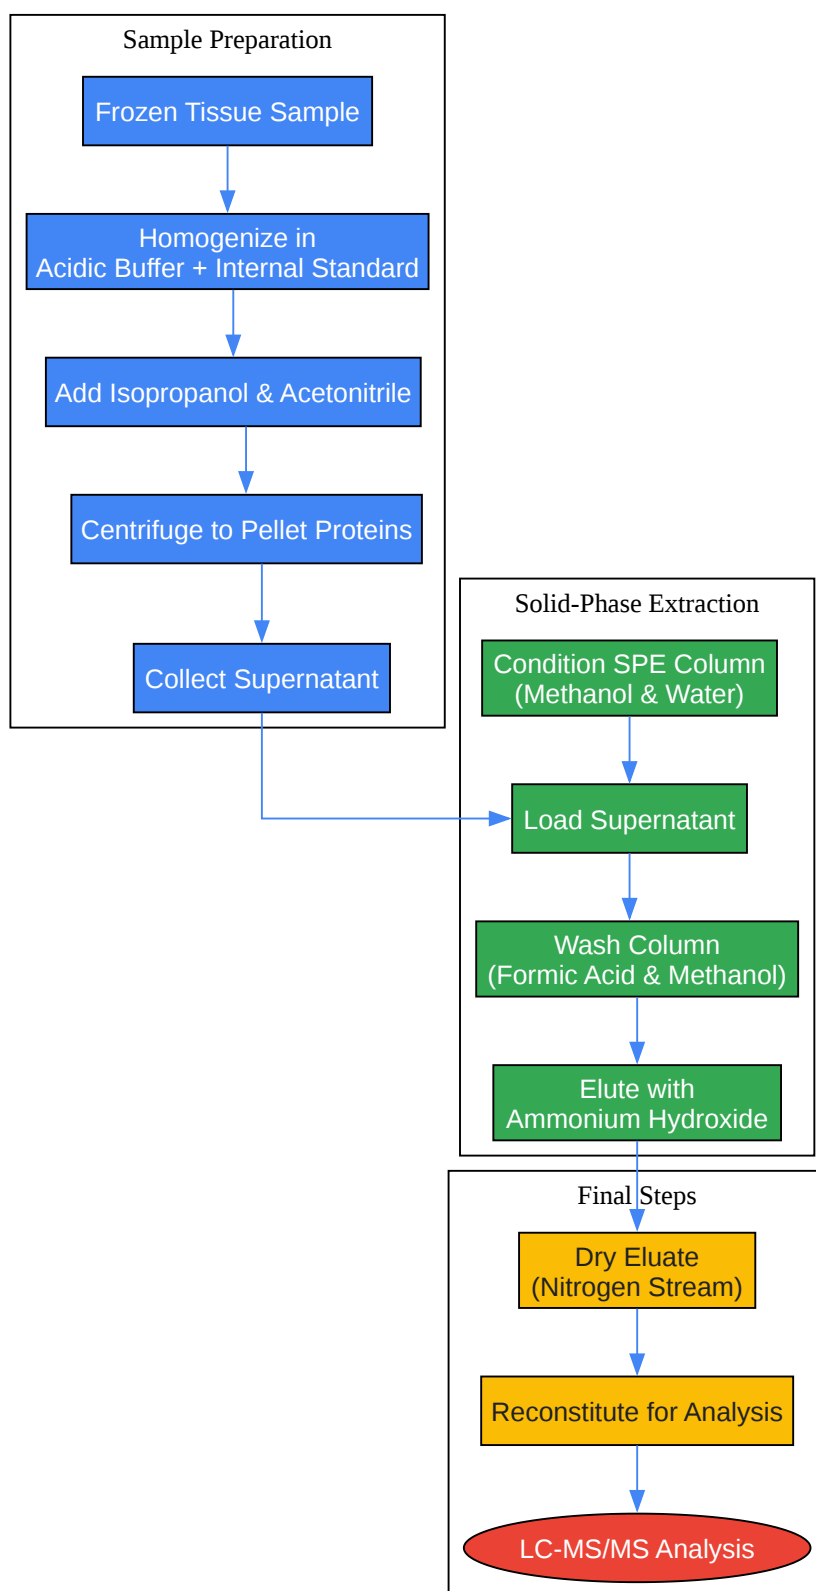 Sample Preparation
Frozen Tissue Sample
Homogenize in
Acidic Buffer + Internal Standard
Add Isopropanol & Acetonitrile
Centrifuge to Pellet Proteins
Collect Supernatant
Solid-Phase Extraction
Condition SPE Column
(Methanol & Water)
Load Supernatant
Wash Column
(Formic Acid & Methanol)
Elute with
Ammonium Hydroxide
Final Steps
Dry Eluate
(Nitrogen Stream)
Reconstitute for Analysis
LC-MS/MS Analysis